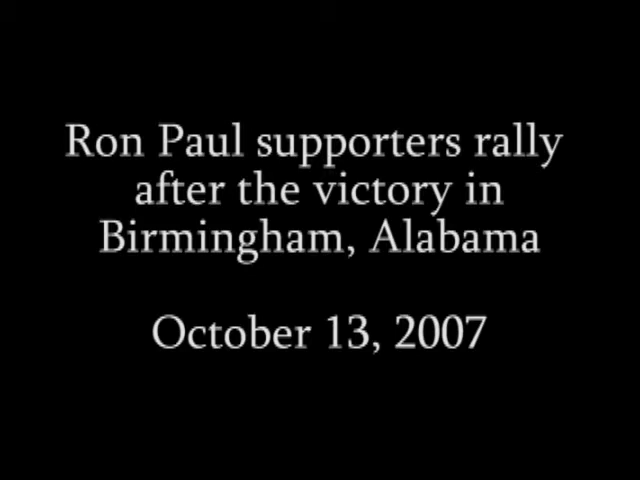 Ron Paul supporters rally
after the victory in
Birmingham, Alabama
October 13, 2007